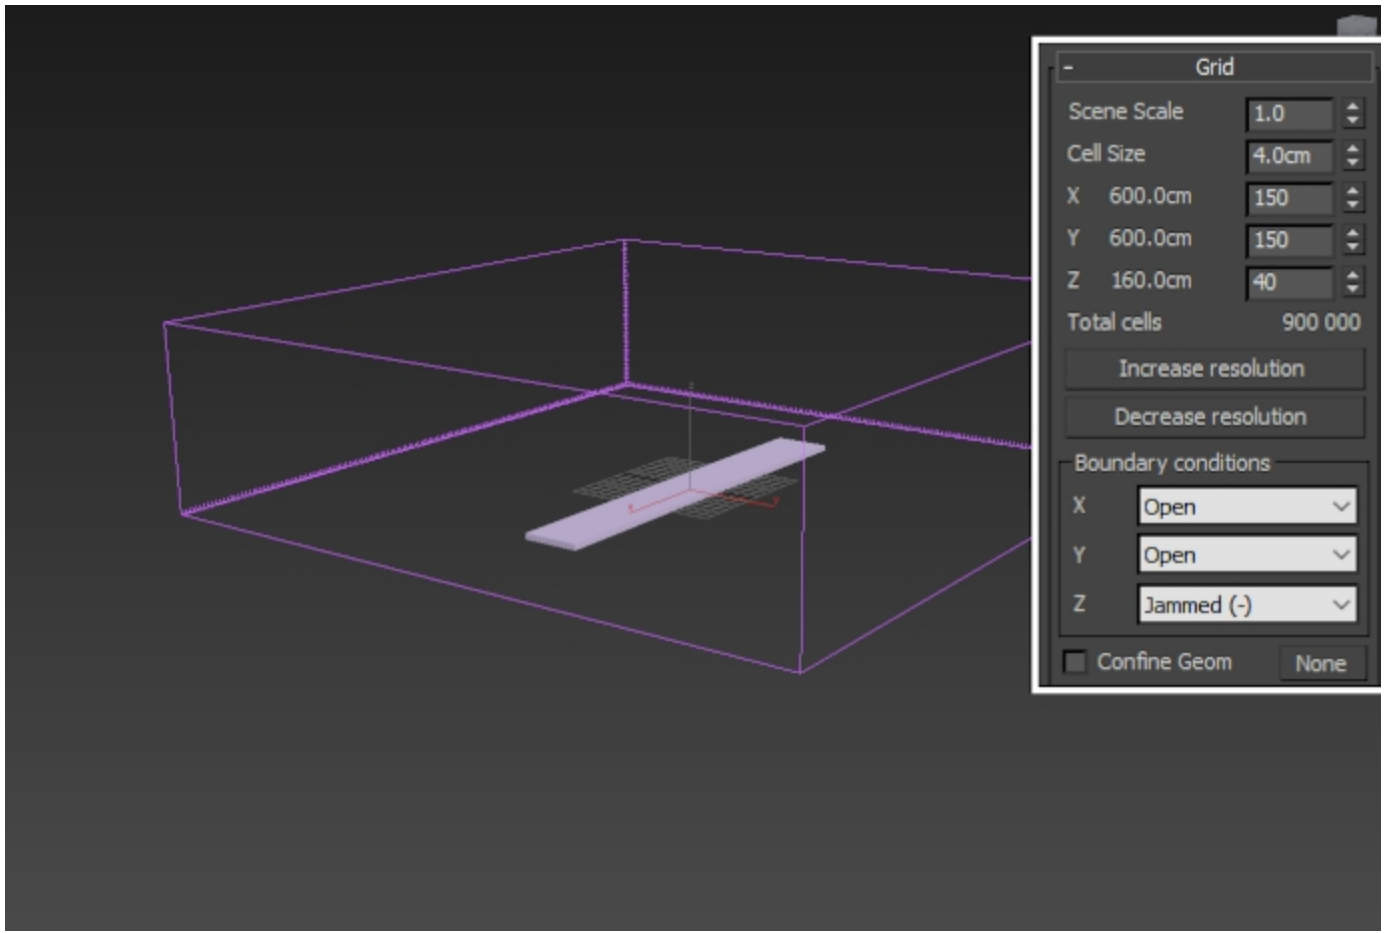 - Grid
Scene Scale 1.0
Cell Size 4.0cm
X 600.0cm 150
Y 600.0cm 150
Z 160.0cm 40
Total cells 900 000
Increase resolution
Decrease resolution
Boundary conditions
X Open
Y Open
Z Jammed (-)
Confine Geom None